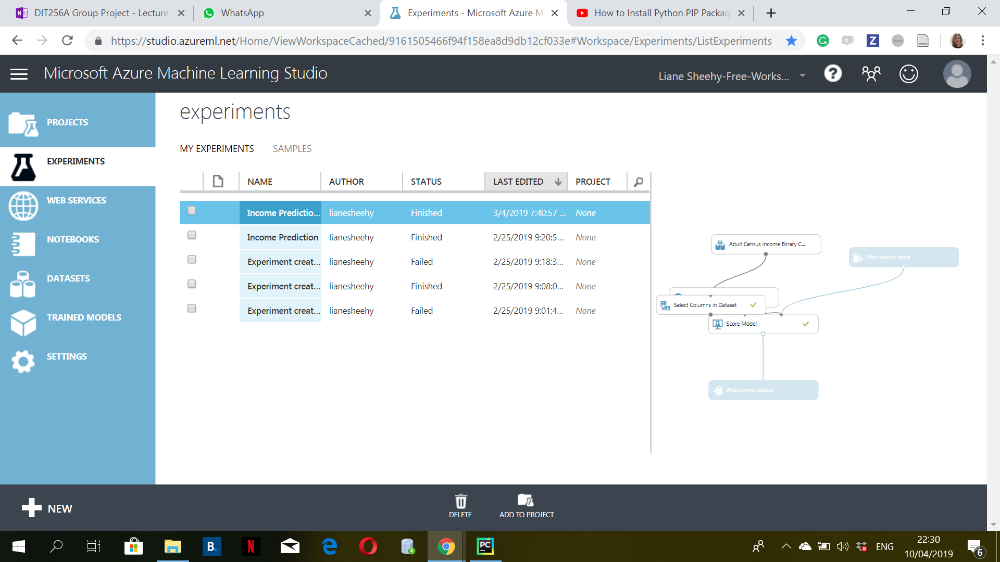 DIT256A Group Project - Lecture
WhatsApp
Experiments - Microsoft Azure M
How to Install Python PIP Packag
https://studio.azureml.net/Home/ViewWorkspaceCached/9161505466f94f158ea8d9db12cf033e#Workspace/Experiments/ListExperiments
Microsoft Azure Machine Learning Studio
Liane Sheehy-Free-Works...
PROJECTS
EXPERIMENTS
WEB SERVICES
NOTEBOOKS
DATASETS
TRAINED MODELS
SETTINGS
experiments
MY EXPERIMENTS SAMPLES
NAME AUTHOR STATUS LAST EDITED PROJECT
Income Predictio... lianesheehy Finished 3/4/2019 7:40:57 ... None
Income Prediction lianesheehy Finished 2/25/2019 9:20:5... None
Experiment creat... lianesheehy Failed 2/25/2019 9:18:3... None
Experiment creat... lianesheehy Finished 2/25/2019 9:08:0... None
Experiment creat... lianesheehy Failed 2/25/2019 9:01:4... None
Adult Census Income Binary C...
Web service input
Select Columns in Dataset
Score Model
Web service output
NEW
DELETE
ADD TO PROJECT
B.
N
PC
ENG
22:30
10/04/2019
6